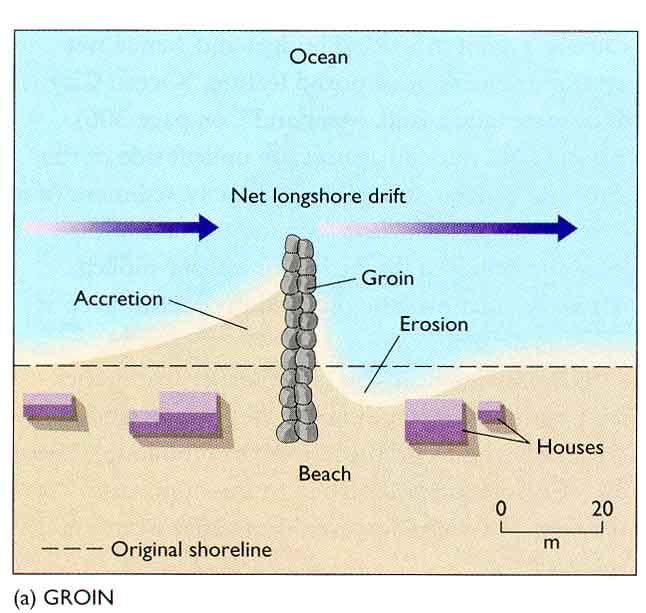 Ocean
Net longshore drift
Groin
Accretion
Erosion
Houses
Beach
0 20
m
Original shoreline
(a) GROIN